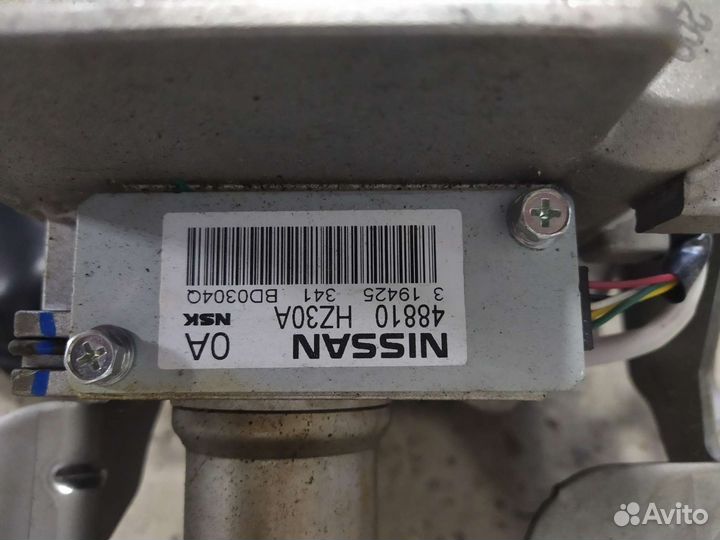 NISSAN 0A
48810 HZ30A NSK
3 19425 341 BD0304Q
Avito